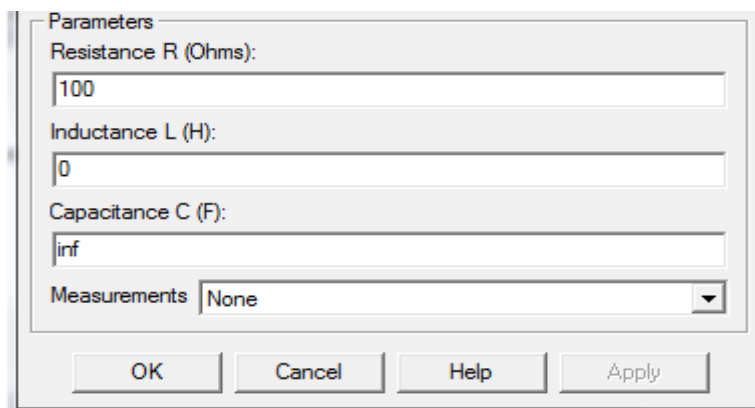 Parameters
Resistance R (Ohms):
100
Inductance L (H):
0
Capacitance C (F):
inf
Measurements None
OK Cancel Help Apply